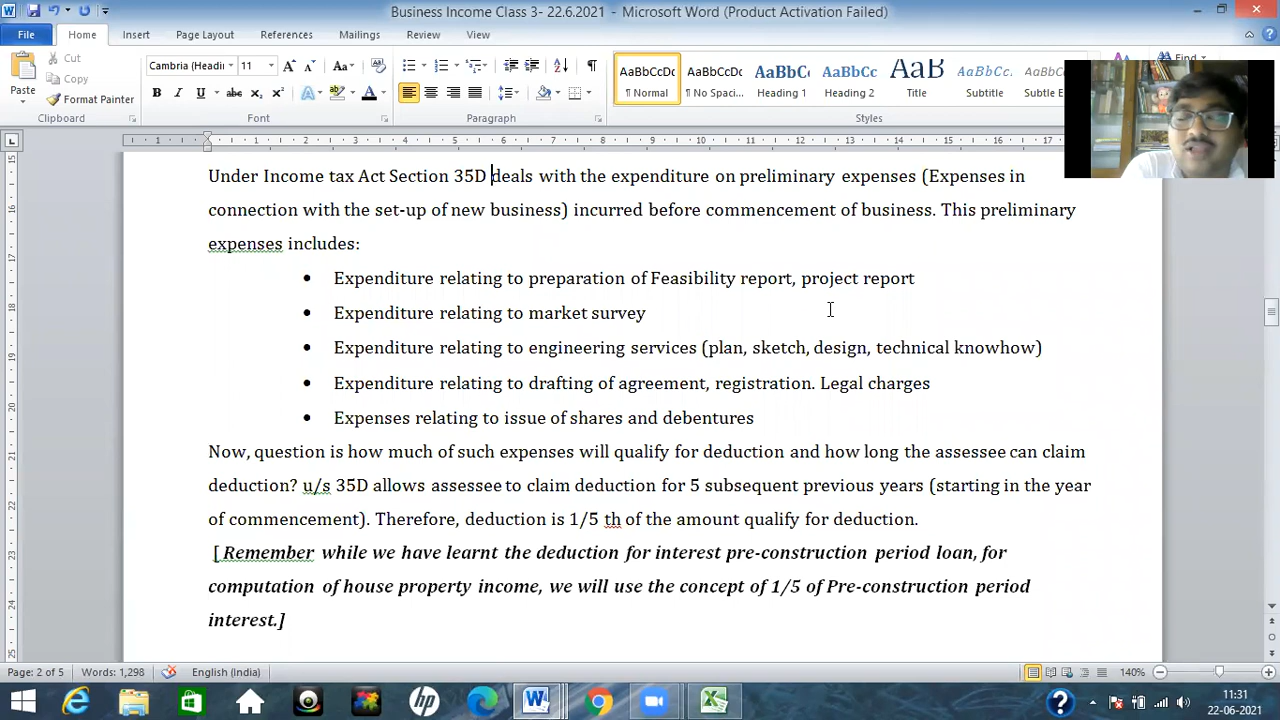 Business Income Class 3- 22.6.2021 - Microsoft Word (Product Activation Failed)
File Home Insert Page Layout References Mailings Review View
Cut
Copy
Paste
Format Painter
Clipboard
Cambria (Headi 11
Font
Paragraph
AaBbCcDc AaBbCcDc AaBbC AaBbCc AaB AaBbCc AaBbCc
¶ Normal ¶ No Spaci... Heading 1 Heading 2 Title Subtitle Subtle E
Styles
Find
Under Income tax Act Section 35D deals with the expenditure on preliminary expenses (Expenses in
connection with the set-up of new business) incurred before commencement of business. This preliminary
expenses includes:
• Expenditure relating to preparation of Feasibility report, project report
• Expenditure relating to market survey
• Expenditure relating to engineering services (plan, sketch, design, technical knowhow)
• Expenditure relating to drafting of agreement, registration. Legal charges
• Expenses relating to issue of shares and debentures
Now, question is how much of such expenses will qualify for deduction and how long the assessee can claim
deduction? u/s 35D allows assessee to claim deduction for 5 subsequent previous years (starting in the year
of commencement). Therefore, deduction is 1/5 th of the amount qualify for deduction.
[Remember while we have learnt the deduction for interest pre-construction period loan, for
computation of house property income, we will use the concept of 1/5 of Pre-construction period
interest.]
Page: 2 of 5 Words: 1,298 English (India) 140%
11:31
22-06-2021